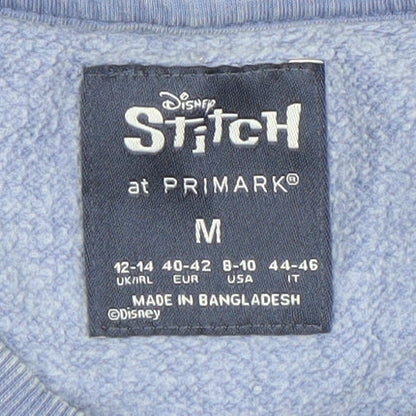 Disney
Stitch
at PRIMARK®
M
12-14 40-42 8-10 44-46
UK/IRL EUR USA IT
MADE IN BANGLADESH
©Disney